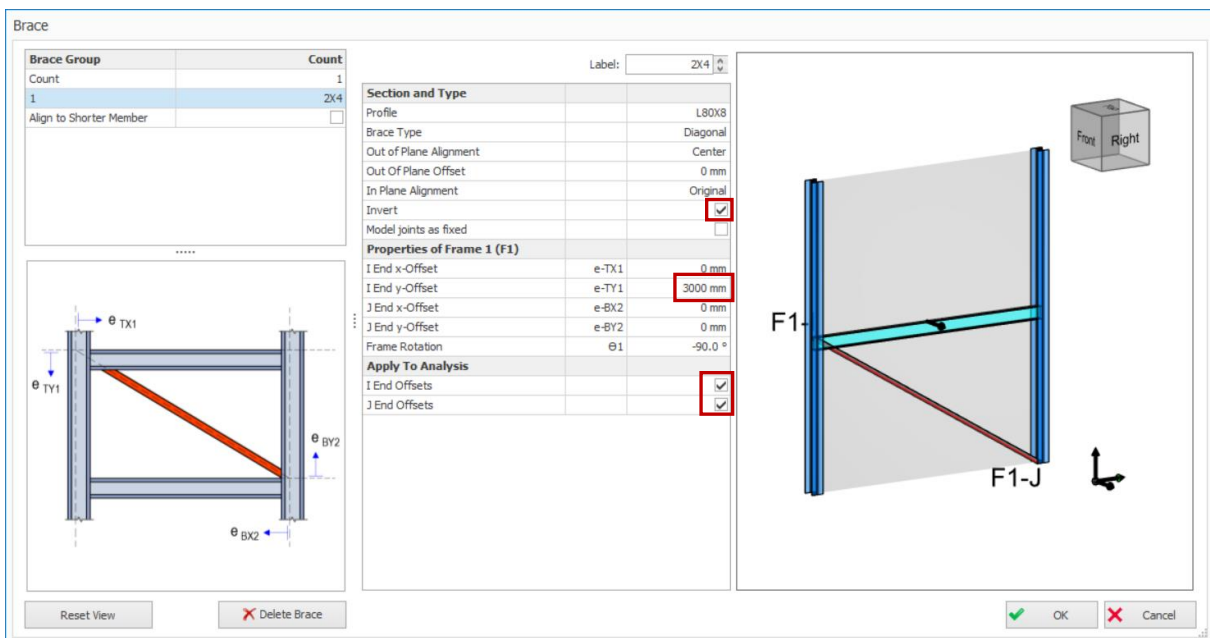 Brace
Brace Group Count
Count 1
1 2X4
Align to Shorter Member
Label: 2X4
Section and Type
Profile L80X8
Brace Type Diagonal
Out of Plane Alignment Center
Out Of Plane Offset 0 mm
In Plane Alignment Original
Invert
Model joints as fixed
Properties of Frame 1 (F1)
I End x-Offset e-TX1 0 mm
I End y-Offset e-TY1 3000 mm
J End x-Offset e-BX2 0 mm
J End y-Offset e-BY2 0 mm
Frame Rotation Θ1 -90.0 °
Apply To Analysis
I End Offsets
J End Offsets
e TX1
e TY1
e BY2
e BX2
Front Right
F1-
F1-J
Reset View
Delete Brace
OK
Cancel